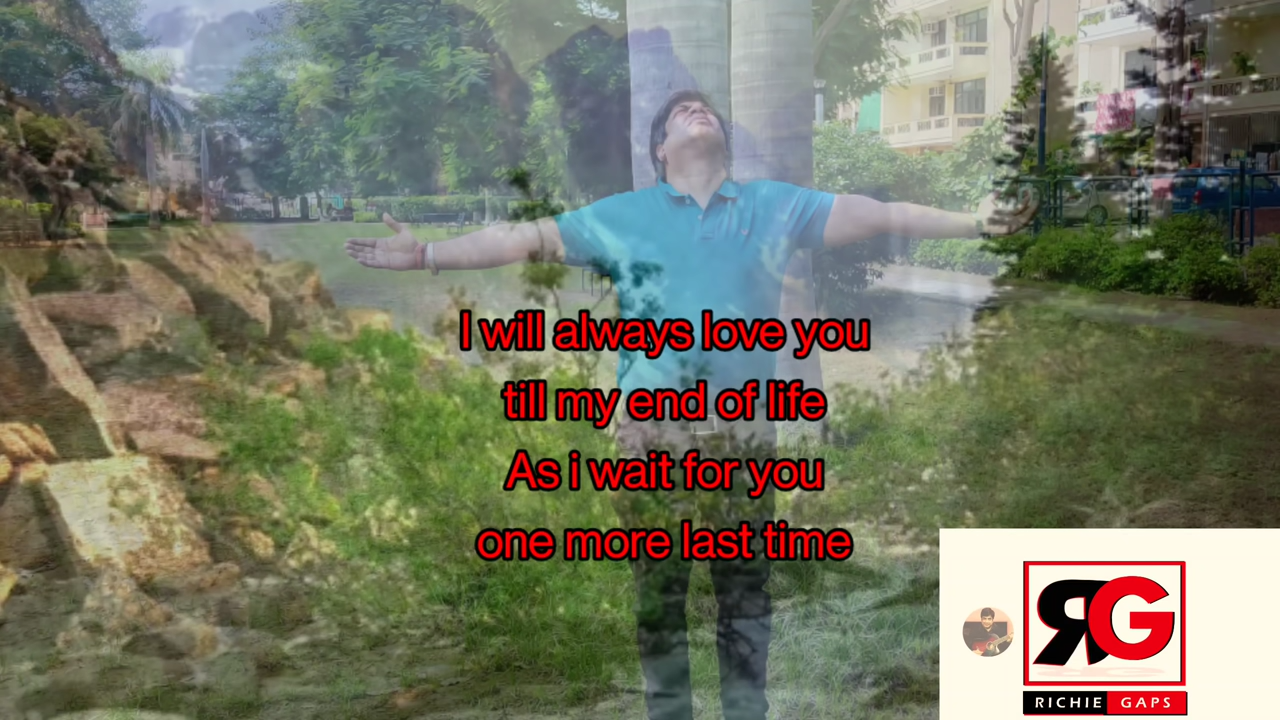 I will always love you
till my end of life
As i wait for you
one more last time
RG
RICHIE GAPS